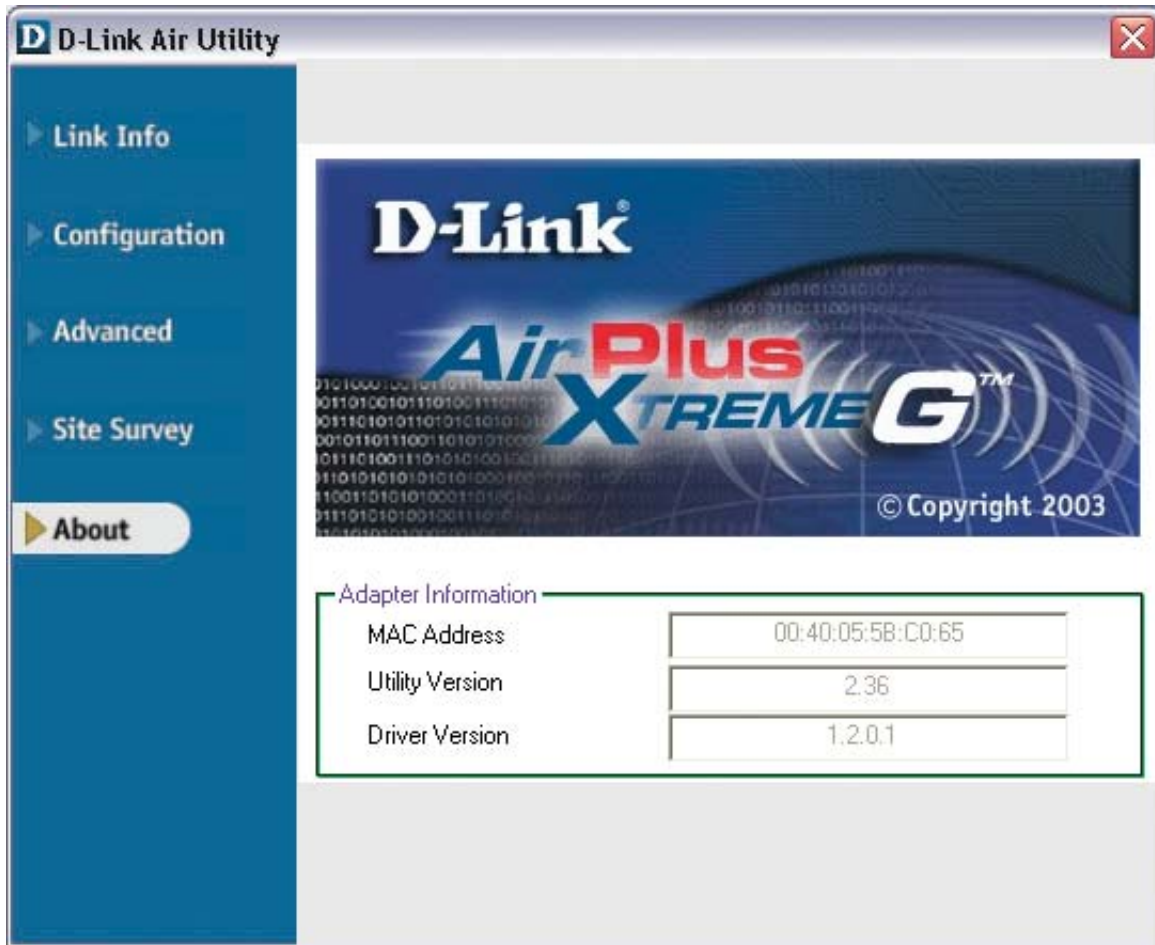 D D-Link Air Utility
Link Info
Configuration
Advanced
Site Survey
About
D-Link®
AirPlus
XTREME G™
© Copyright 2003
Adapter Information
MAC Address 00:40:05:5B:C0:65
Utility Version 2.36
Driver Version 1.2.0.1